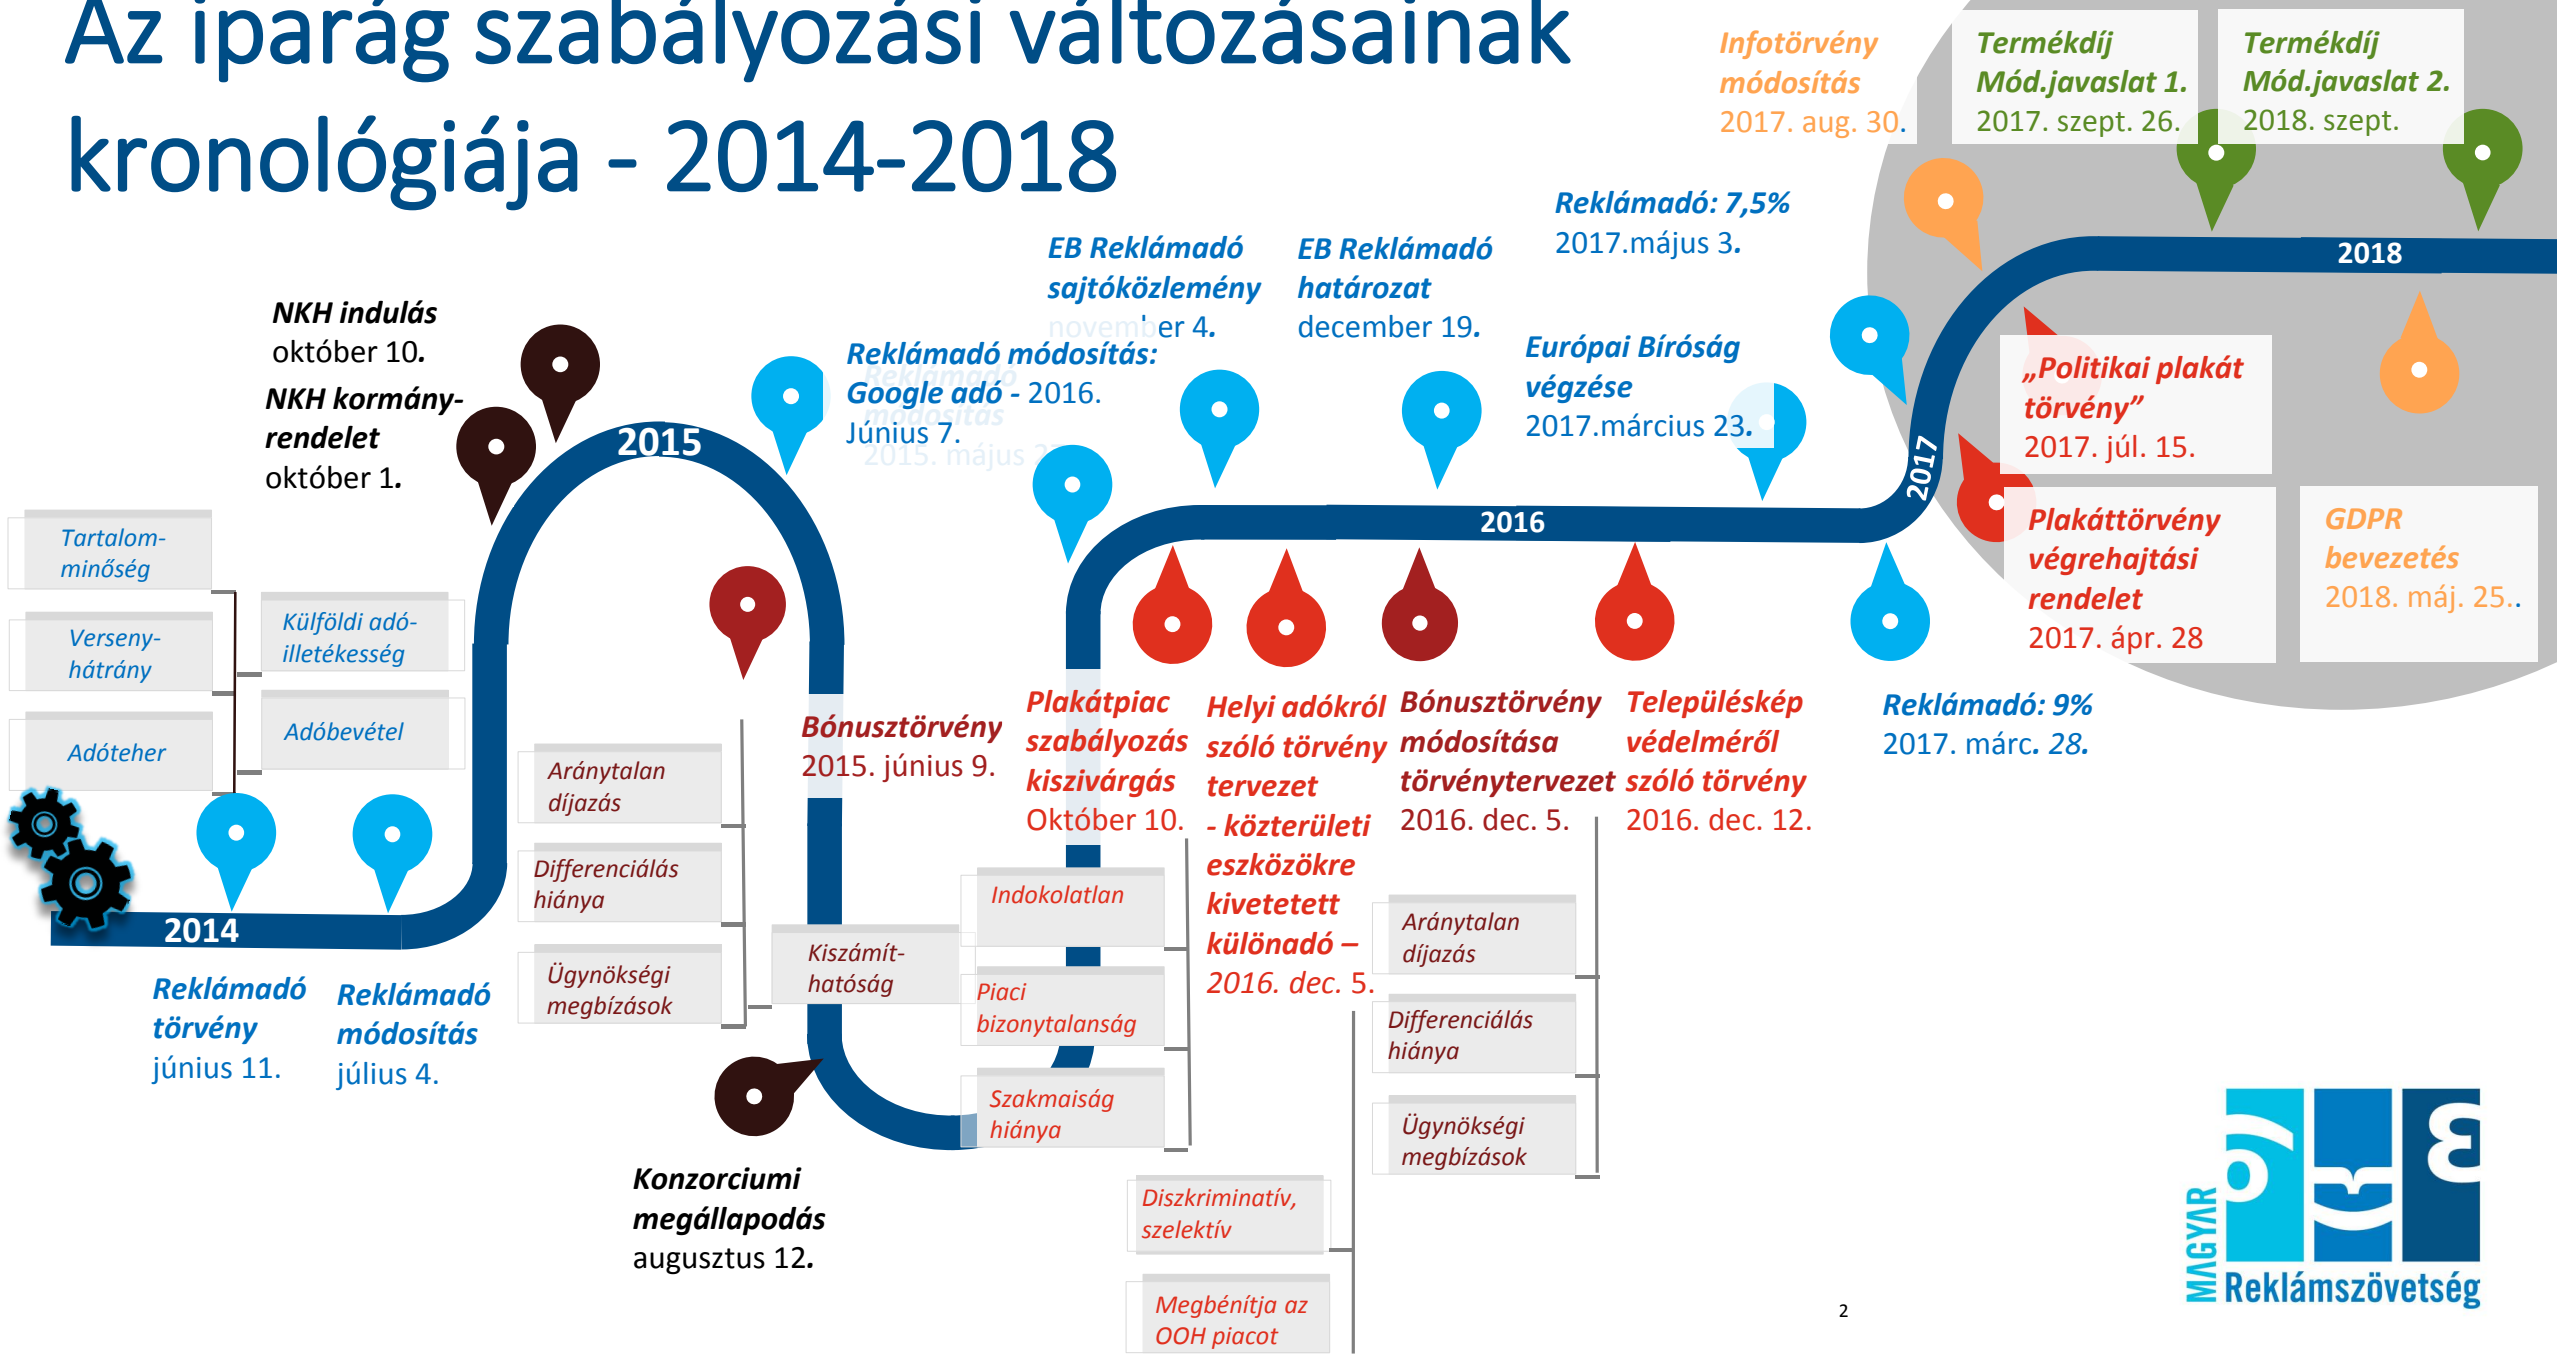 Az iparág szabályozási változásainak
kronológiája - 2014-2018
Infotörvény
módosítás
2017. aug. 30.
Termékdíj
Mód.javaslat 1.
2017. szept. 26.
Termékdíj
Mód.javaslat 2.
2018. szept.
Reklámadó: 7,5%
2017.május 3.
EB Reklámadó
sajtóközlemény
november 4.
EB Reklámadó
határozat
december 19.
2018
NKH indulás
október 10.
NKH kormány-
rendelet
október 1.
Reklámadó módosítás:
Google adó - 2016.
Június 7.
Reklámadó
módosítás
2015. május
Európai Bíróság
végzése
2017.március 23.
„Politikai plakát
törvény”
2017. júl. 15.
2015
2017
2016
Plakáttörvény
végrehajtási
rendelet
2017. ápr. 28
GDPR
bevezetés
2018. máj. 25..
Tartalom-
minőség
Verseny-
hátrány
Adóteher
Külföldi adó-
illetékesség
Adóbevétel
2014
Reklámadó
törvény
június 11.
Reklámadó
módosítás
július 4.
Bónusztörvény
2015. június 9.
Aránytalan
díjazás
Differenciálás
hiánya
Ügynökségi
megbízások
Kiszámít-
hatóság
Konzorciumi
megállapodás
augusztus 12.
Plakátpiac
szabályozás
kiszivárgás
Október 10.
Indokolatlan
Piaci
bizonytalanság
Szakmaiság
hiánya
Helyi adókról
szóló törvény
tervezet
- közterületi
eszközökre
kivetetett
különadó –
2016. dec. 5.
Diszkriminatív,
szelektív
Megbénítja az
OOH piacot
Bónusztörvény
módosítása
törvénytervezet
2016. dec. 5.
Aránytalan
díjazás
Differenciálás
hiánya
Ügynökségi
megbízások
Településkép
védelméről
szóló törvény
2016. dec. 12.
Reklámadó: 9%
2017. márc. 28.
MAGYAR
Reklámszövetség
2